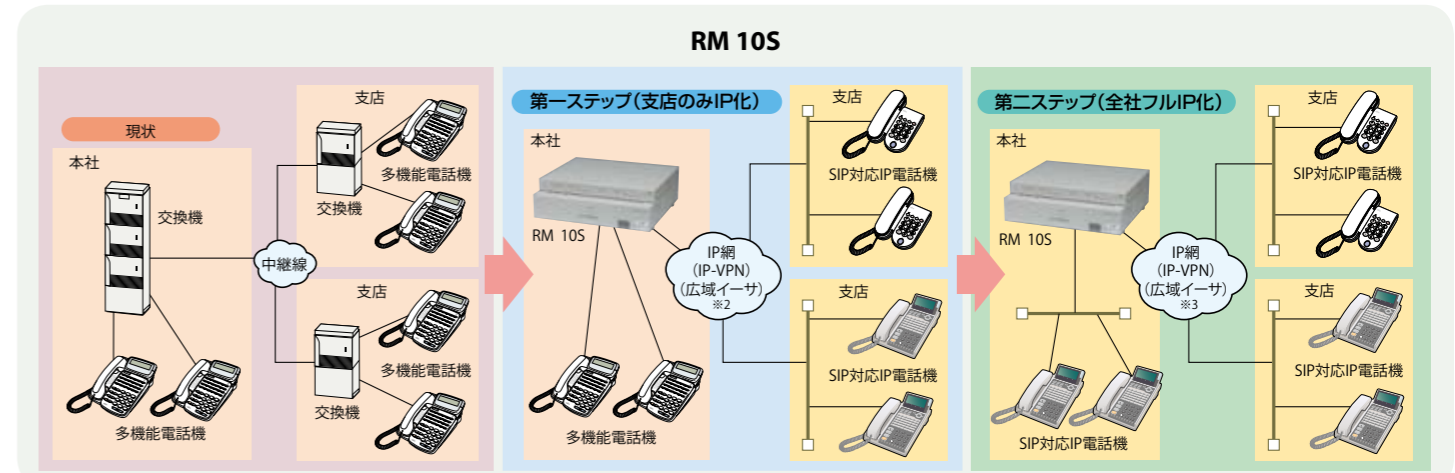 RM 10S
現状
本社
交換機
多機能電話機
中継線
支店
多機能電話機
交換機
支店
多機能電話機
交換機
第一ステップ（支店のみIP化）
本社
RM 10S
多機能電話機
IP網
（IP-VPN）
（広域イーサ）
※2
支店
SIP対応IP電話機
支店
SIP対応IP電話機
第二ステップ（全社フルIP化）
本社
RM 10S
SIP対応IP電話機
IP網
（IP-VPN）
（広域イーサ）
※3
支店
SIP対応IP電話機
支店
SIP対応IP電話機